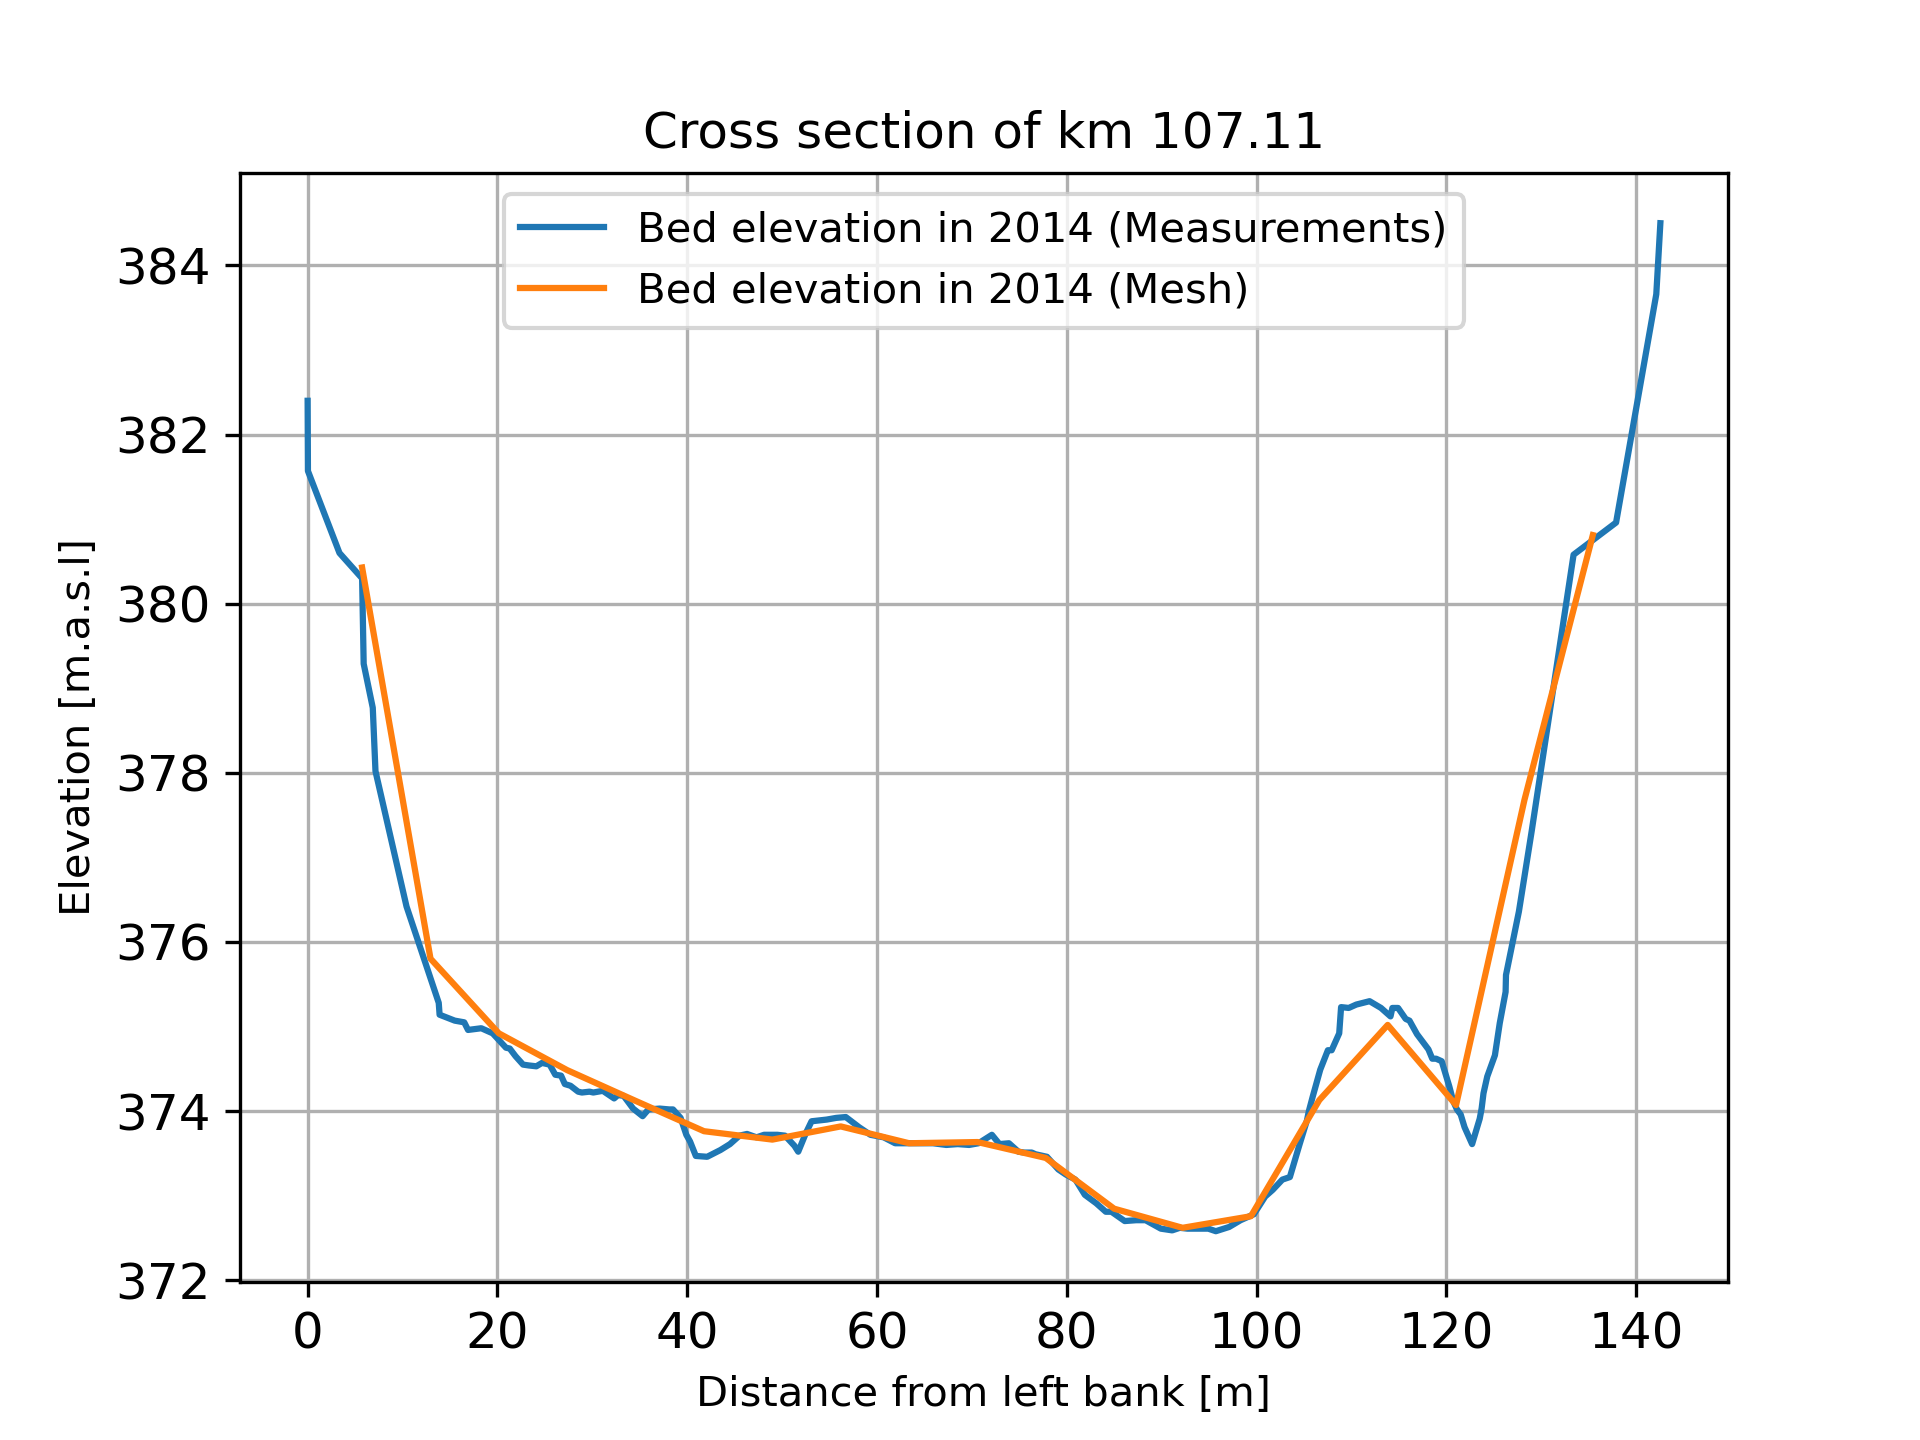 Cross section of km 107.11
Bed elevation in 2014 (Measurements)
Bed elevation in 2014 (Mesh)
384
382
380
378
376
374
372
Elevation [m.a.s.l]
0 20 40 60 80 100 120 140
Distance from left bank [m]